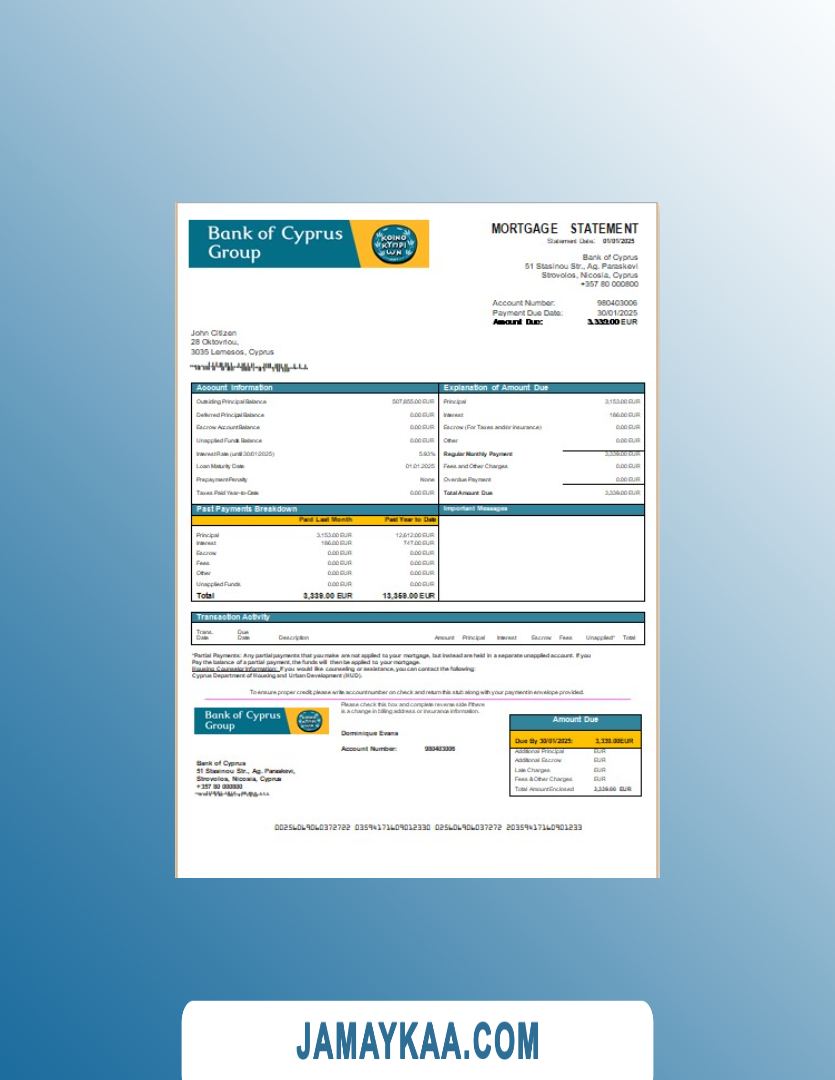 Bank of Cyprus
Group
ΚΟΙΝΟ
ΚΥΠΡΙ
ΩΝ
MORTGAGE STATEMENT
Statement Date: 01/01/2025
Bank of Cyprus
51 Stasinou Str., Ag. Paraskevi
Strovolos, Nicosia, Cyprus
+357 80 000800
Account Number: 980403006
Payment Due Date: 30/01/2025
Amount Due: 3.339.00 EUR
John Citizen
28 Oktovriou,
3035 Lemesos, Cyprus
Account Information
Outsiding Principal Balance 507,855.00 EUR
Deferred Principal Balance 0.00 EUR
Escrow Account Balance 0.00 EUR
Unapplied Funds Balance 0.00 EUR
Interest Rate (until 30/01/2025) 5.93%
Loan Maturity Date 01.01.2025
Prepayment Penalty None
Taxes Paid Year-to-Date 0.00 EUR
Explanation of Amount Due
Principal 3,153.00 EUR
Interest 186.00 EUR
Escrow (For Taxes and/or insurance) 0.00 EUR
Other 0.00 EUR
Regular Monthly Payment 3,339.00 EUR
Fees and Other Charges 0.00 EUR
Overdue Payment 0.00 EUR
Total Amount Due 3,339.00 EUR
Past Payments Breakdown
Paid Last Month Past Year to Date
Principal 3,153.00 EUR 12,612.00 EUR
Interest 186.00 EUR 747.00 EUR
Escrow 0.00 EUR 0.00 EUR
Fees 0.00 EUR 0.00 EUR
Other 0.00 EUR 0.00 EUR
Unapplied Funds 0.00 EUR 0.00 EUR
Total 3,339.00 EUR 13,359.00 EUR
Important Messages
Transaction Activity
Trans. Date Due Date Description Amount Principal Interest Escrow Fees Unapplied* Total
*Partial Payments: Any partial payments that you make are not applied to your mortgage, but instead are held in a separate unapplied account. If you
Pay the balance of a partial payment, the funds will then be applied to your mortgage.
Housing Counselor Information: if you would like counseling or assistance, you can contact the following:
Cyprus Department of Housing and Urban Development (HUD).
To ensure proper credit, please write account number on check and return this stub along with your payment in envelope provided.
Bank of Cyprus
Group
Please check this box and complete reverse side if there
is a change in billing address or insurance information.
Dominique Evans
Account Number: 980403006
Bank of Cyprus
51 Stasinou Str., Ag. Paraskevi,
Strovolos, Nicosia, Cyprus
+357 80 000800
Amount Due
Due By 30/01/2025: 3,339.00EUR
Additional Principal EUR
Additional Escrow EUR
Late Charges EUR
Fees & Other Charges EUR
Total Amount Enclosed 3,339.00 EUR
0025606906037​2722 0359417160901​2330 025606906037272 20359417160901233
JAMAYKAA.COM